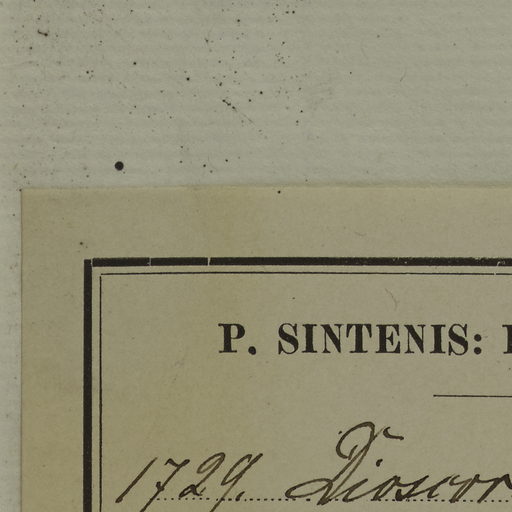 P. SINTENIS:
1729. Dioscor